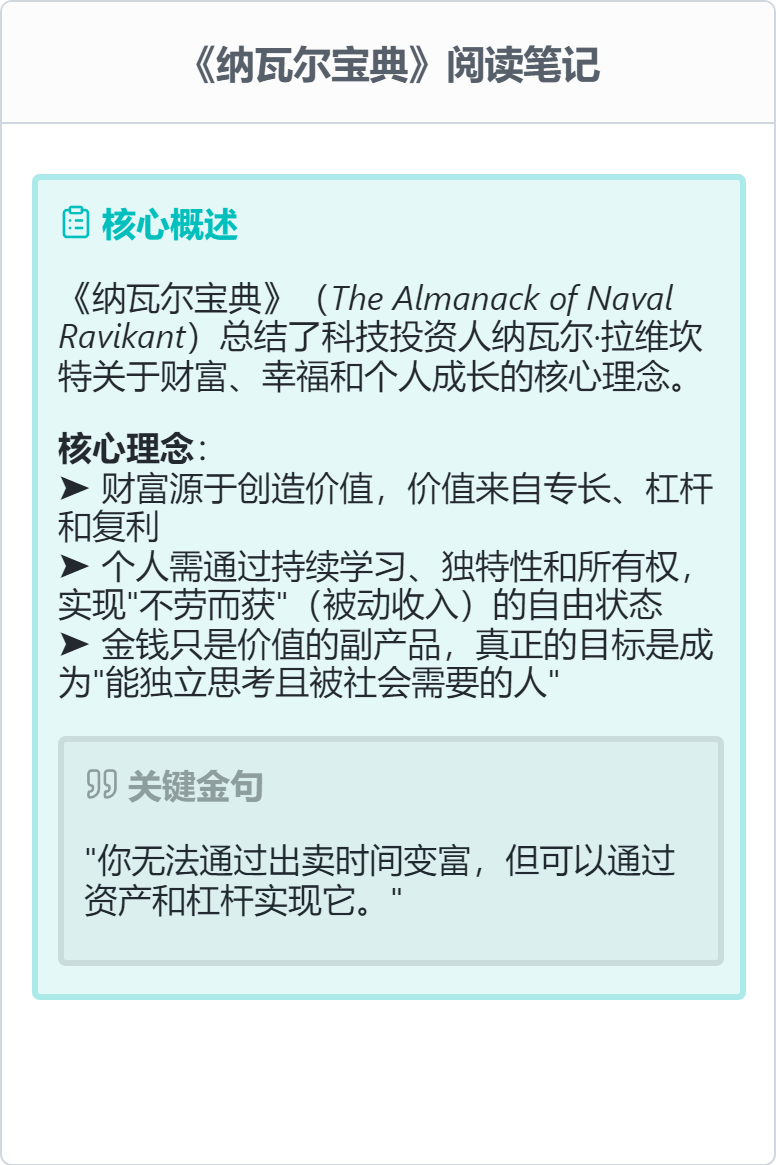 《纳瓦尔宝典》阅读笔记
核心概述
《纳瓦尔宝典》（The Almanack of Naval
Ravikant）总结了科技投资人纳瓦尔·拉维坎
特关于财富、幸福和个人成长的核心理念。
核心理念：
➤ 财富源于创造价值，价值来自专长、杠杆
和复利
➤ 个人需通过持续学习、独特性和所有权，
实现"不劳而获"（被动收入）的自由状态
➤ 金钱只是价值的副产品，真正的目标是成
为"能独立思考且被社会需要的人"
关键金句
"你无法通过出卖时间变富，但可以通过
资产和杠杆实现它。"